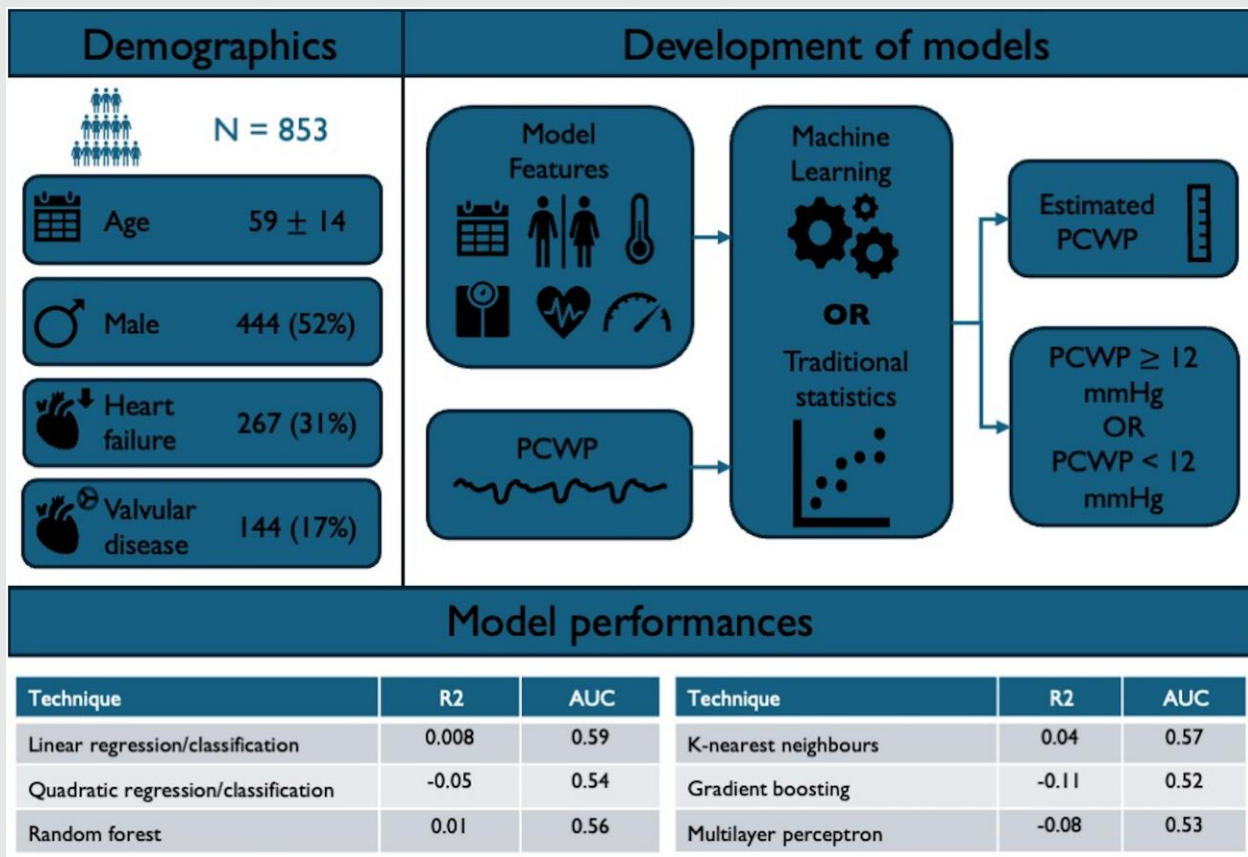 Demographics
N = 853
Age 59 ± 14
Male 444 (52%)
Heart
failure 267 (31%)
Valvular
disease 144 (17%)
Development of models
Model
Features
PCWP
Machine
Learning
OR
Traditional
statistics
Estimated
PCWP
PCWP ≥ 12
mmHg
OR
PCWP < 12
mmHg
Model performances
Technique R2 AUC
Linear regression/classification 0.008 0.59
Quadratic regression/classification -0.05 0.54
Random forest 0.01 0.56
Technique R2 AUC
K-nearest neighbours 0.04 0.57
Gradient boosting -0.11 0.52
Multilayer perceptron -0.08 0.53